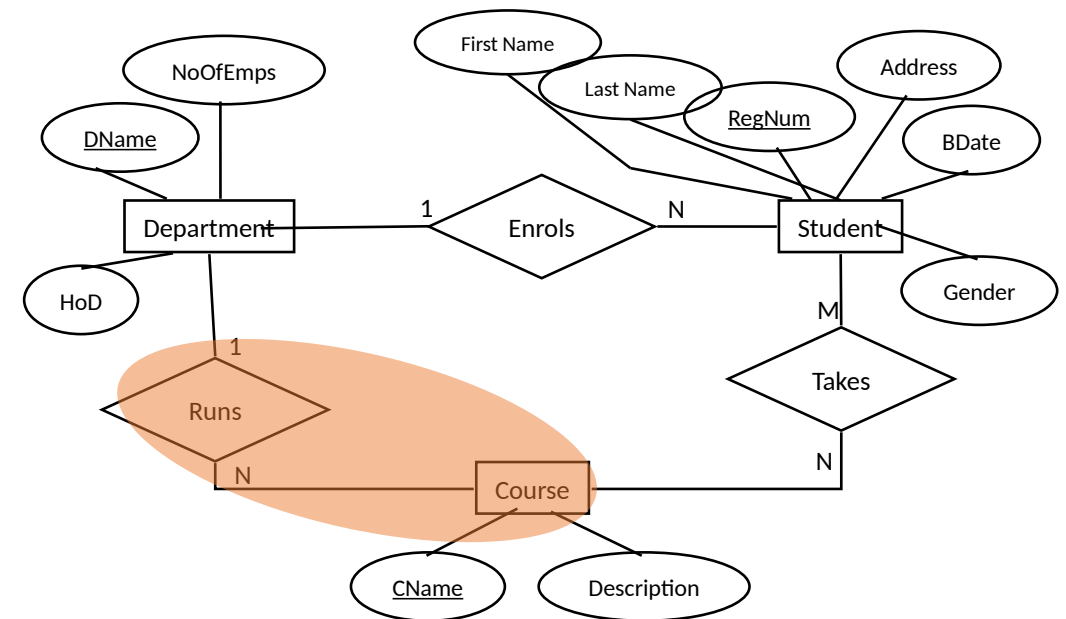 First Name
NoOfEmps
Address
Last Name
RegNum
DName
BDate
1
N
Department
Enrols
Student
HoD
Gender
M
1
Takes
Runs
N
N
Course
CName
Description